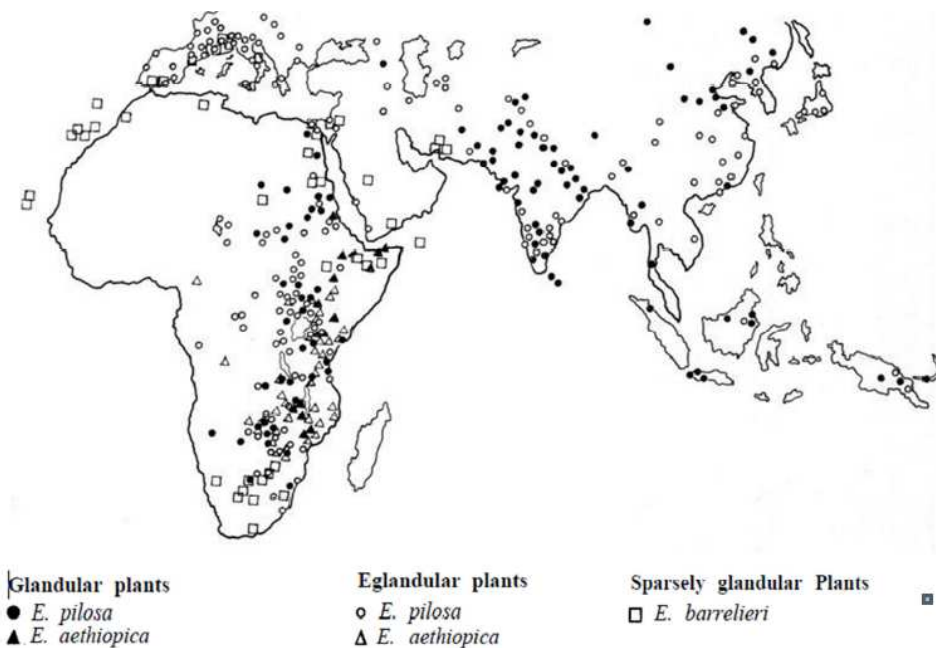 Glandular plants
E. pilosa
E. aethiopica
Eglandular plants
E. pilosa
E. aethiopica
Sparsely glandular Plants
E. barrelieri